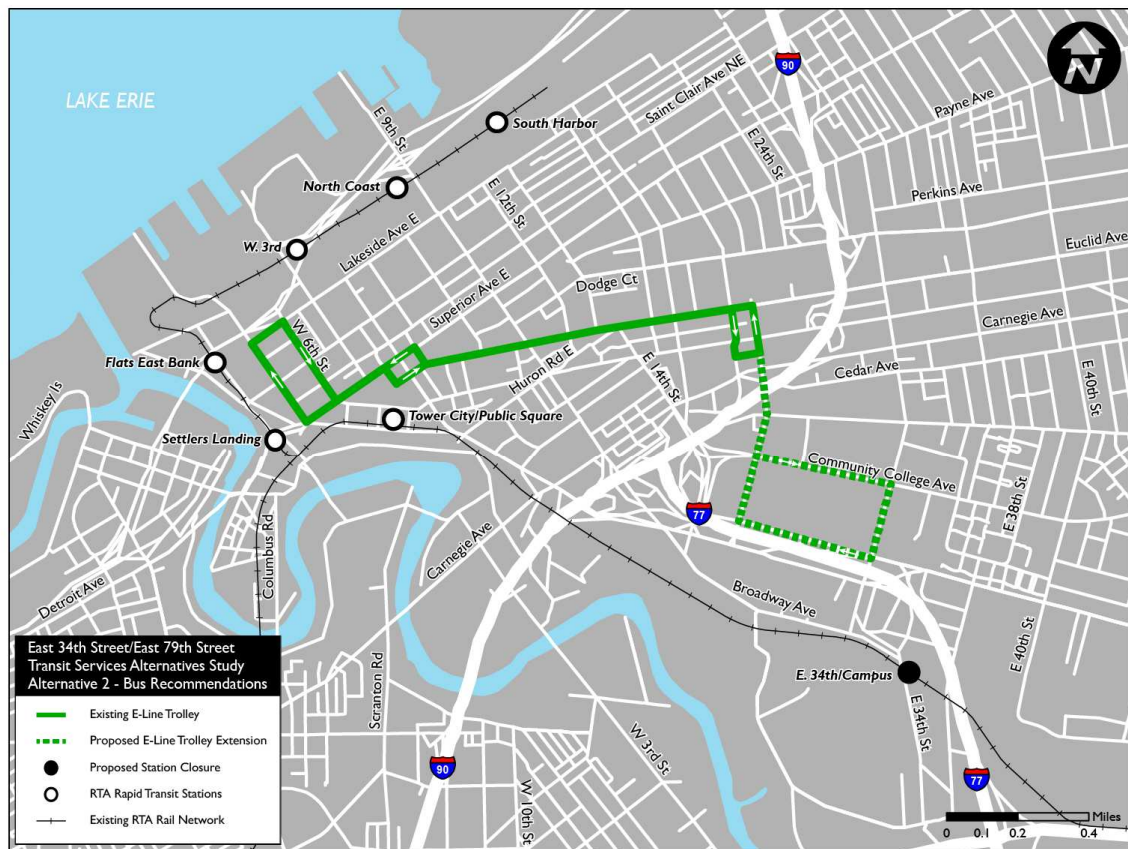 LAKE ERIE
E 9th St
South Harbor
Saint Clair Ave NE
90
Payne Ave
N
North Coast
E 12th St
E 24th St
Perkins Ave
W. 3rd
Lakeside Ave E
Euclid Ave
Superior Ave E
Dodge Ct
W 6th St
Carnegie Ave
Flats East Bank
Huron Rd E
E 14th St
Cedar Ave
E 40th St
Whiskey Is
Tower City/Public Square
Settlers Landing
Community College Ave
E 38th St
77
Columbus Rd
Carnegie Ave
Detroit Ave
Broadway Ave
E 40th St
E. 34th/Campus
Scranton Rd
E 34th St
W 3rd St
90
77
W 10th St
East 34th Street/East 79th Street
Transit Services Alternatives Study
Alternative 2 - Bus Recommendations
Existing E-Line Trolley
Proposed E-Line Trolley Extension
Proposed Station Closure
RTA Rapid Transit Stations
Existing RTA Rail Network
Miles
0 0.1 0.2 0.4